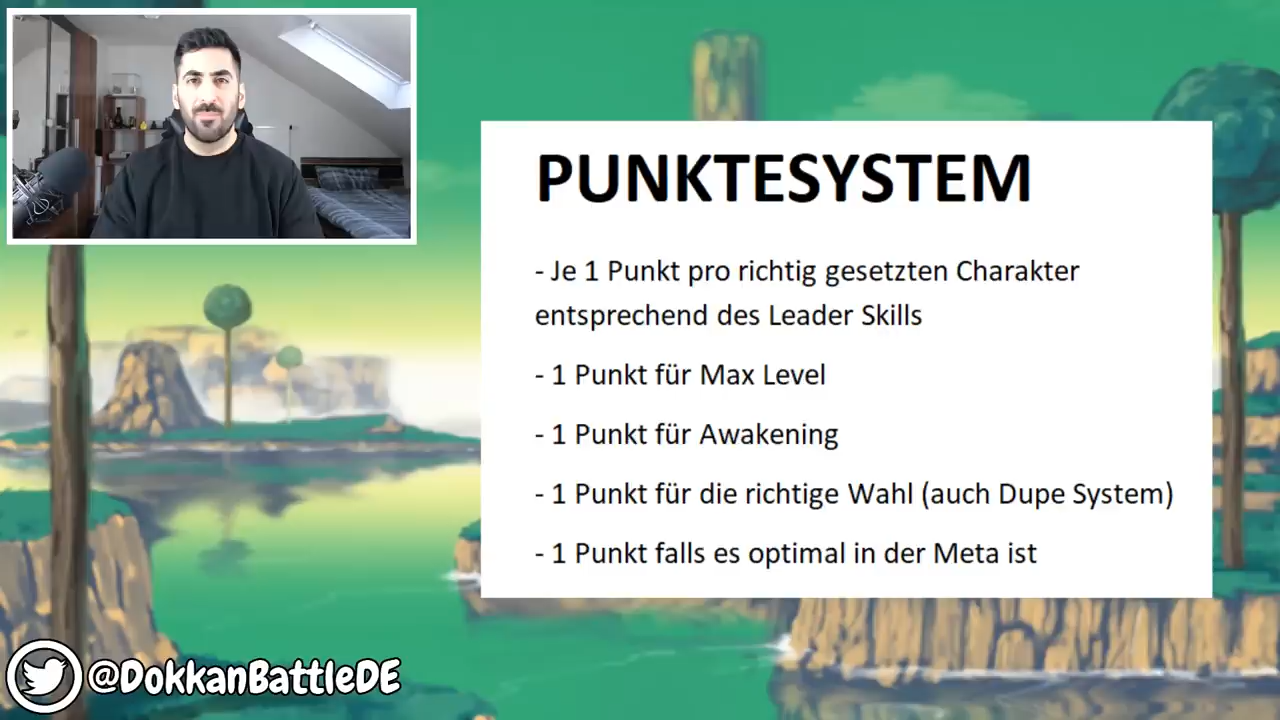 PUNKTESYSTEM
- Je 1 Punkt pro richtig gesetzten Charakter
entsprechend des Leader Skills
- 1 Punkt für Max Level
- 1 Punkt für Awakening
- 1 Punkt für die richtige Wahl (auch Dupe System)
- 1 Punkt falls es optimal in der Meta ist
@DokkanBattleDE